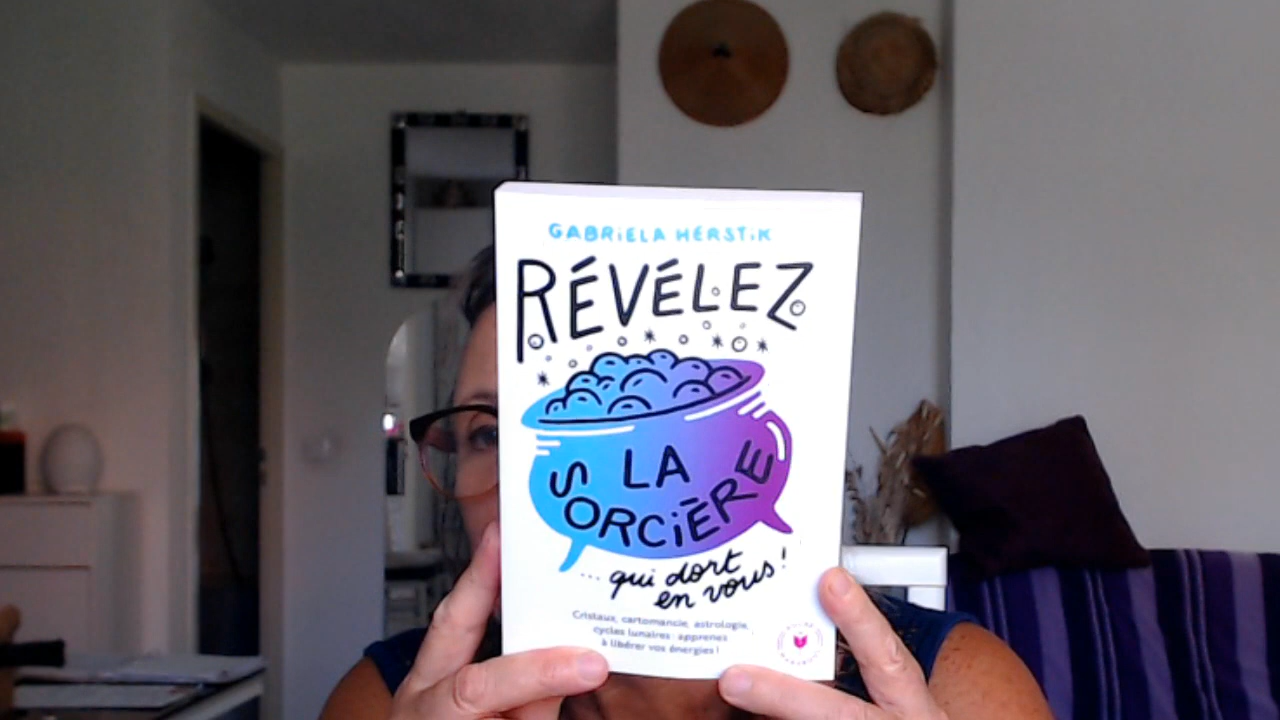 GABRiELA HERSTiK
RÉVÉLEZ
LA
SORCiÈRE
... qui dort
en vous!
Cristaux, cartomancie, astrologie,
cycles lunaires : apprenez
à libérer vos énergies !